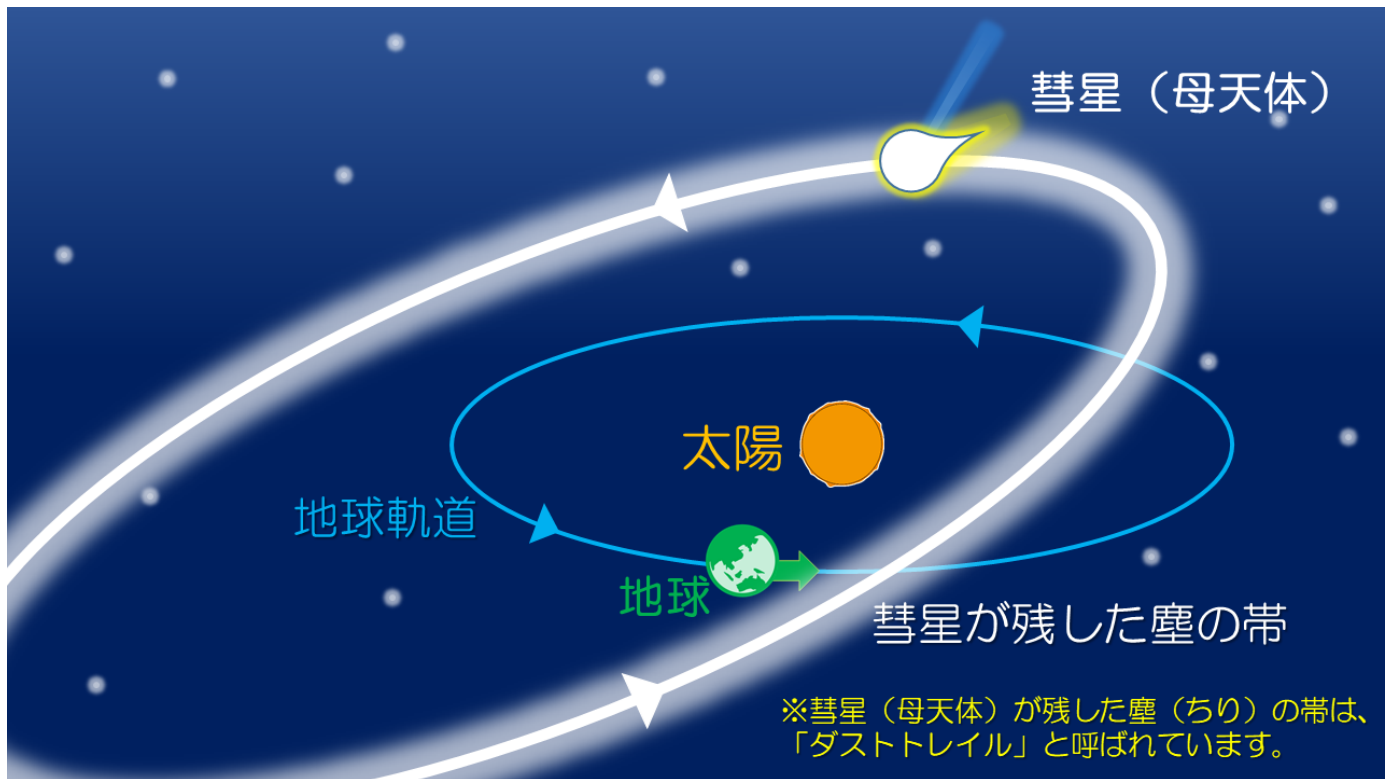 彗星（母天体）
太陽
地球軌道
地球
彗星が残した塵の帯
※彗星（母天体）が残した塵（ちり）の帯は、
「ダストトレイル」と呼ばれています。